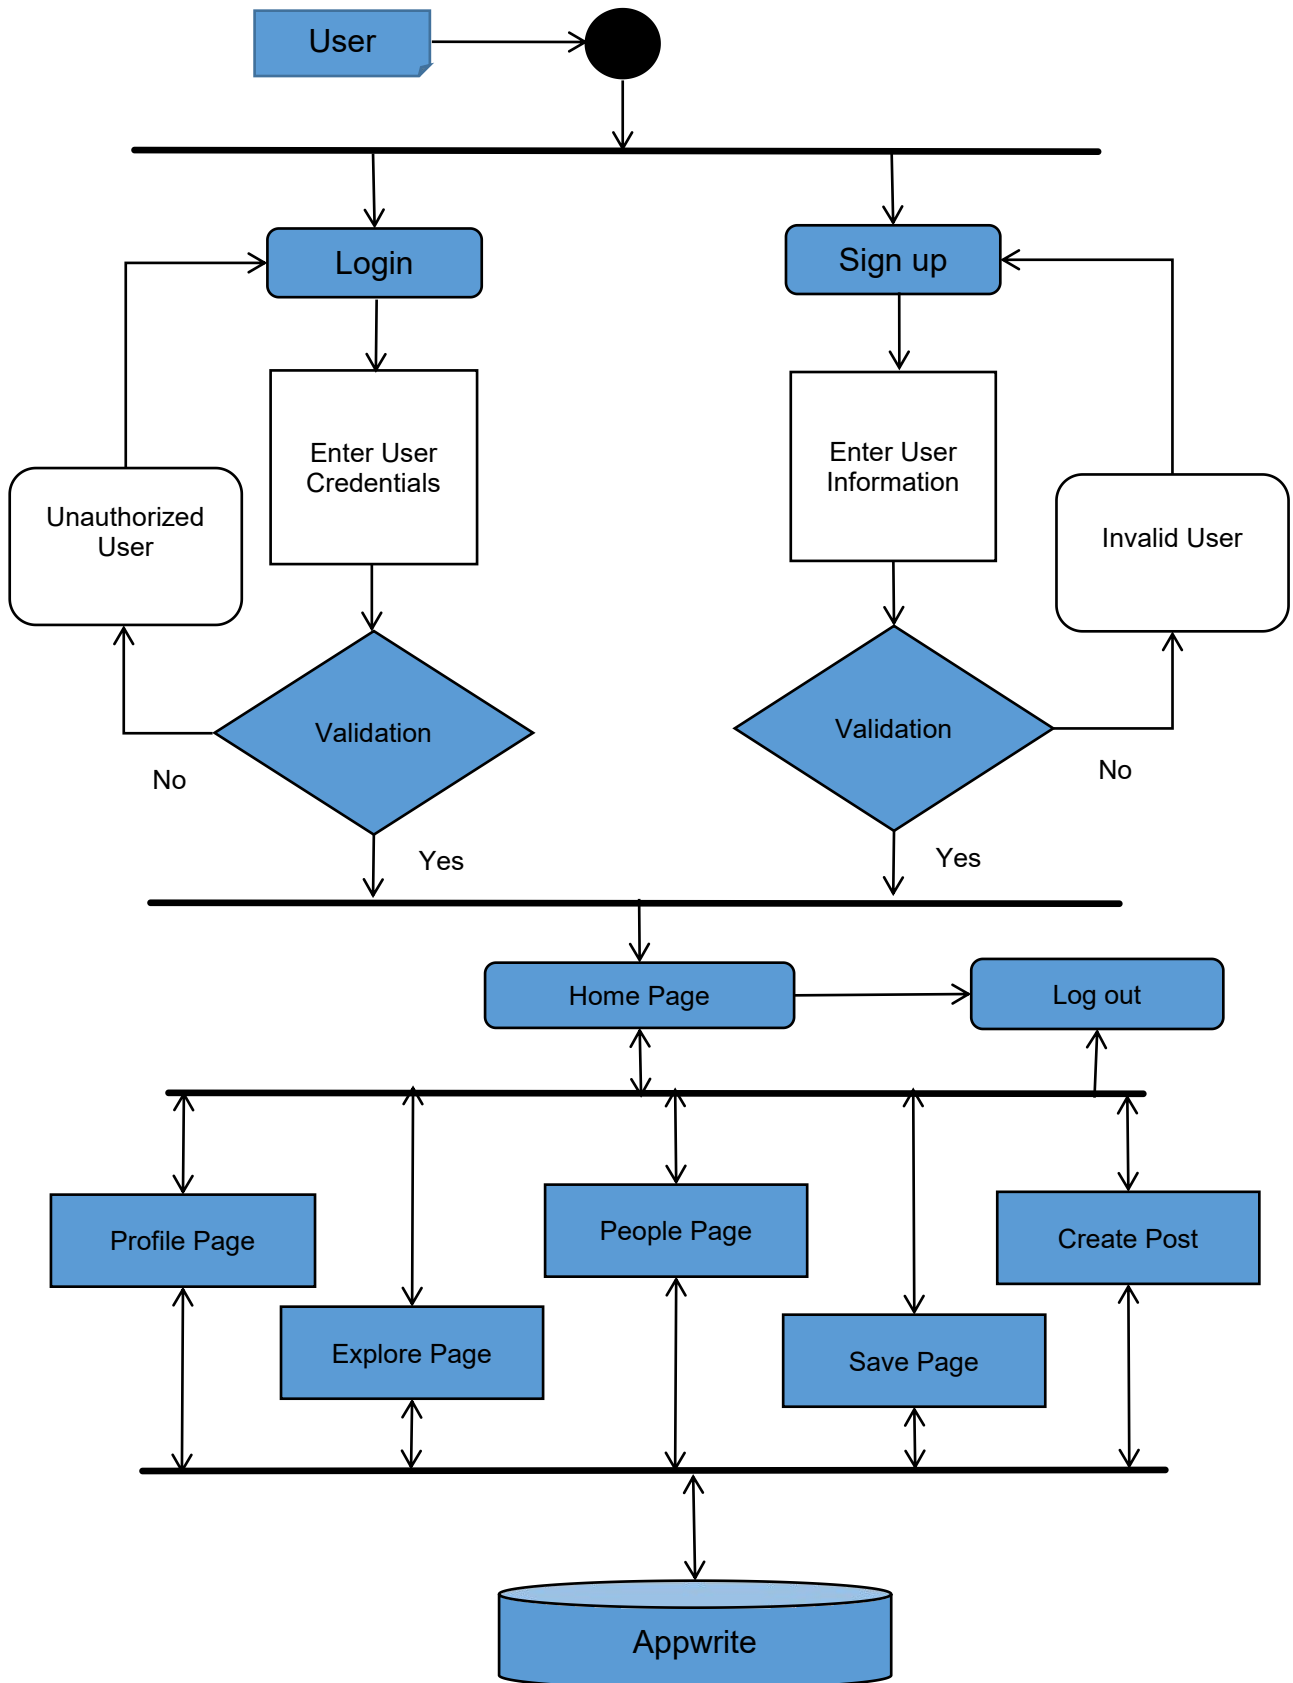 User
Login
Sign up
Enter User
Credentials
Enter User
Information
Unauthorized
User
Invalid User
Validation
Validation
No
No
Yes
Yes
Home Page
Log out
Profile Page
People Page
Create Post
Explore Page
Save Page
Appwrite